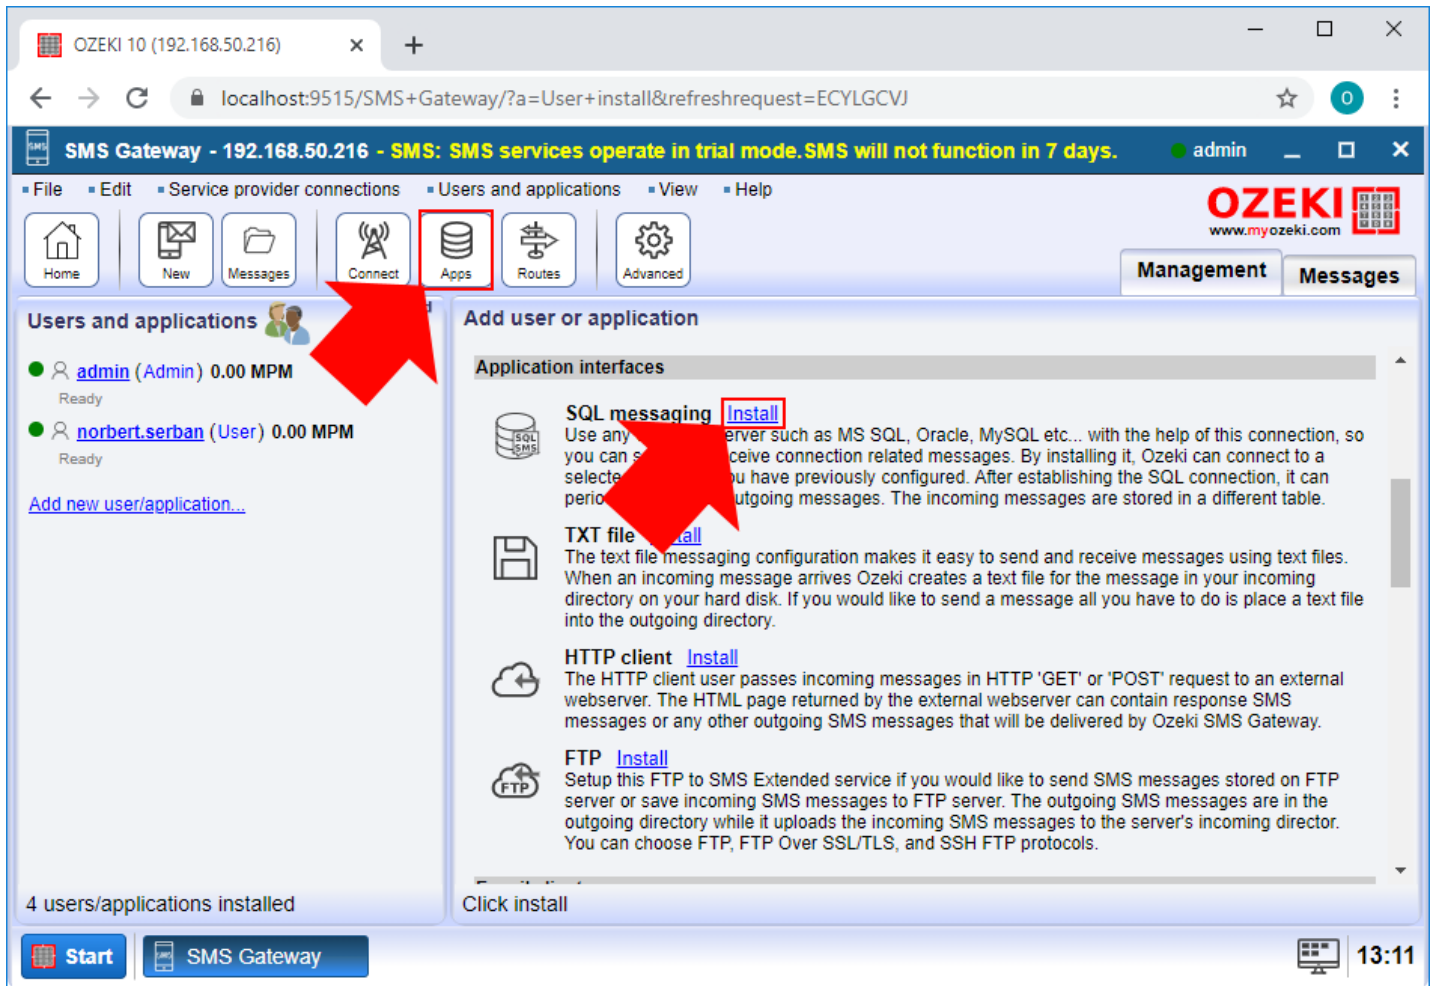 OZEKI 10 (192.168.50.216)
localhost:9515/SMS+Gateway/?a=User+install&refreshrequest=ECYLGCVJ
O
SMS
SMS Gateway - 192.168.50.216 - SMS: SMS services operate in trial mode.SMS will not function in 7 days.
admin
File Edit Service provider connections Users and applications View Help
OZEKI
www.myozeki.com
Home New Messages Connect Apps Routes Advanced
Management Messages
Users and applications
Add user or application
admin (Admin) 0.00 MPM
Ready
norbert.serban (User) 0.00 MPM
Ready
Add new user/application...
Application interfaces
SQL SMS
SQL messaging Install
Use any erver such as MS SQL, Oracle, MySQL etc... with the help of this connection, so
you can s ceive connection related messages. By installing it, Ozeki can connect to a
selecte u have previously configured. After establishing the SQL connection, it can
perio utgoing messages. The incoming messages are stored in a different table.
TXT file all
The text file messaging configuration makes it easy to send and receive messages using text files.
When an incoming message arrives Ozeki creates a text file for the message in your incoming
directory on your hard disk. If you would like to send a message all you have to do is place a text file
into the outgoing directory.
HTTP client Install
The HTTP client user passes incoming messages in HTTP 'GET' or 'POST' request to an external
webserver. The HTML page returned by the external webserver can contain response SMS
messages or any other outgoing SMS messages that will be delivered by Ozeki SMS Gateway.
FTP
FTP Install
Setup this FTP to SMS Extended service if you would like to send SMS messages stored on FTP
server or save incoming SMS messages to FTP server. The outgoing SMS messages are in the
outgoing directory while it uploads the incoming SMS messages to the server's incoming director.
You can choose FTP, FTP Over SSL/TLS, and SSH FTP protocols.
4 users/applications installed
Click install
Start
SMS Gateway
13:11